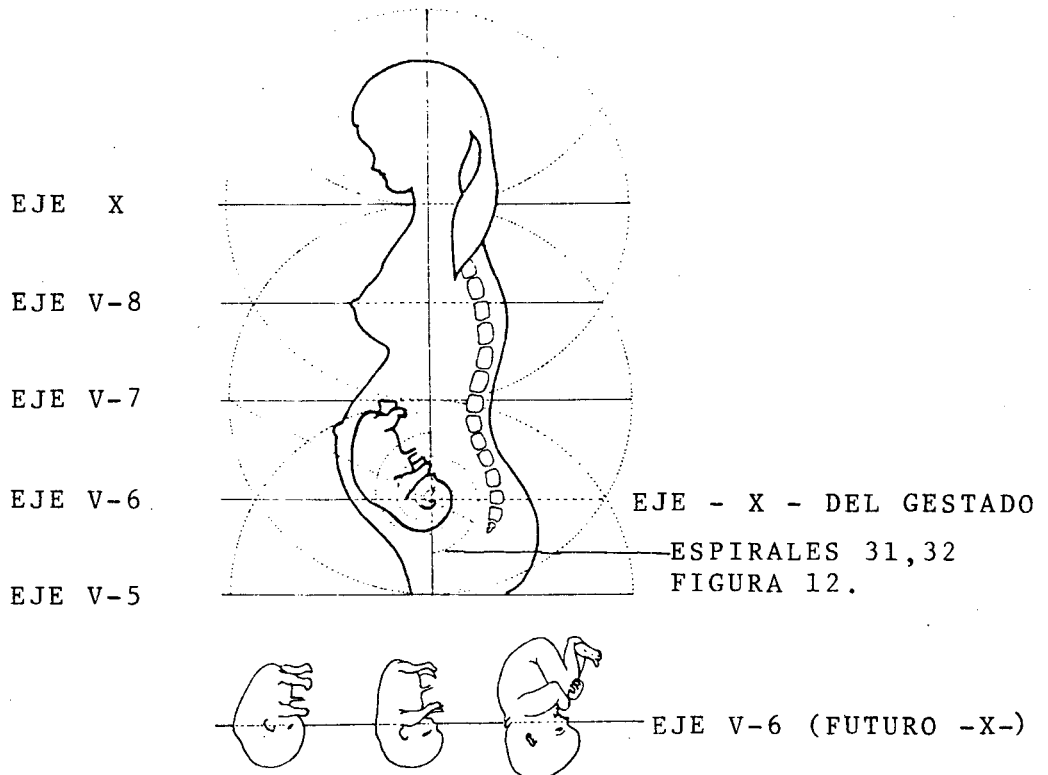 EJE X
EJE V-8
EJE V-7
EJE V-6
EJE - X - DEL GESTADO
ESPIRALES 31,32
FIGURA 12.
EJE V-5
EJE V-6 (FUTURO -X-)